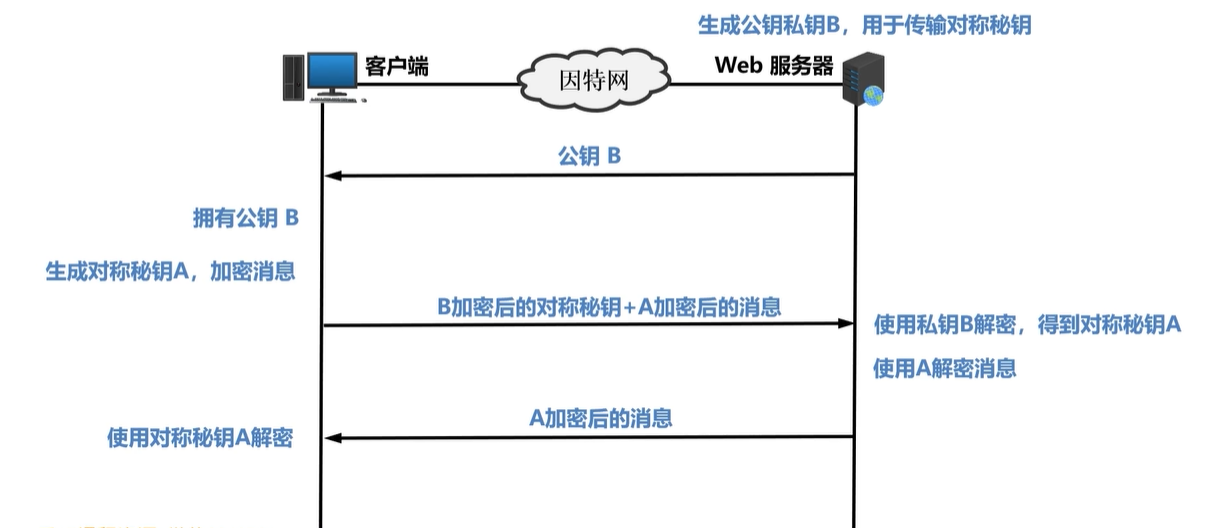 生成公钥私钥B，用于传输对称秘钥
客户端
因特网
Web 服务器
公钥 B
拥有公钥 B
生成对称秘钥A，加密消息
B加密后的对称秘钥+A加密后的消息
使用私钥B解密，得到对称秘钥A
使用A解密消息
A加密后的消息
使用对称秘钥A解密